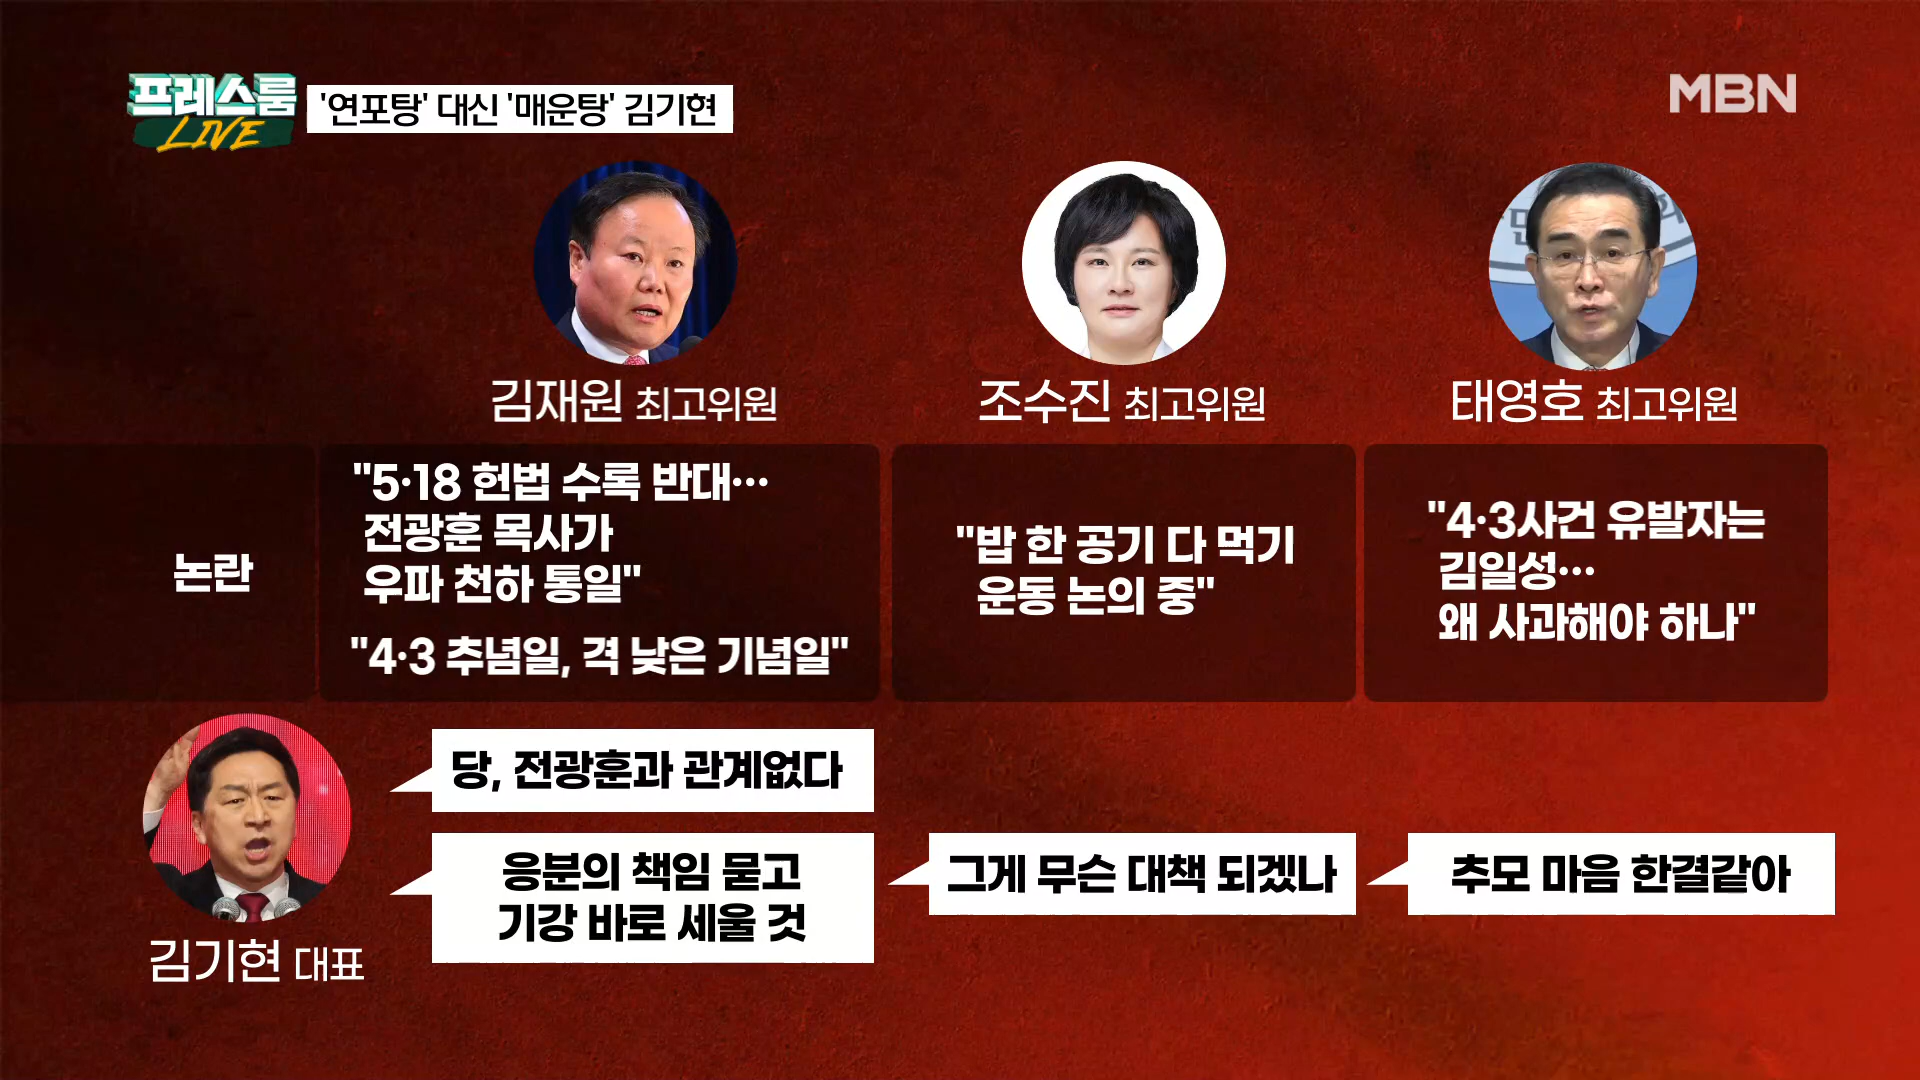 프레스룸
LIVE
'연포탕' 대신 '매운탕' 김기현
MBN
김재원 최고위원
조수진 최고위원
태영호 최고위원
논란
"5·18 헌법 수록 반대…
전광훈 목사가
우파 천하 통일"
"4·3 추념일, 격 낮은 기념일"
"밥 한 공기 다 먹기
운동 논의 중"
"4·3사건 유발자는
김일성…
왜 사과해야 하나"
김기현 대표
당, 전광훈과 관계없다
응분의 책임 묻고
기강 바로 세울 것
그게 무슨 대책 되겠나
추모 마음 한결같아